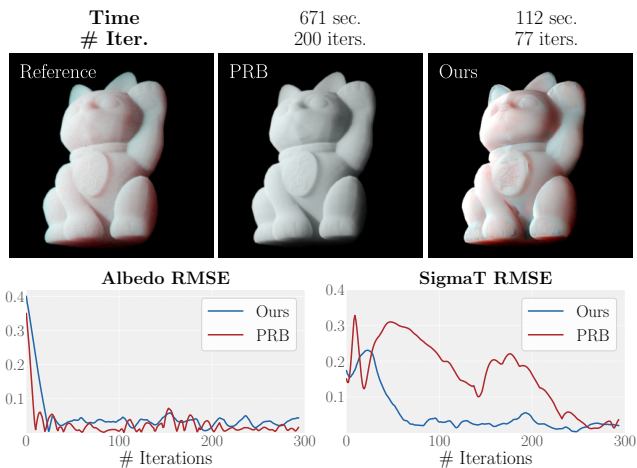 Time 671 sec. 112 sec.
# Iter. 200 iters. 77 iters.
Reference PRB Ours
Albedo RMSE SigmaT RMSE
0.4
0.3
0.2
0.1
0 100 200 300
# Iterations
Ours
PRB
0.4
0.3
0.2
0.1
0 100 200 300
# Iterations
Ours
PRB